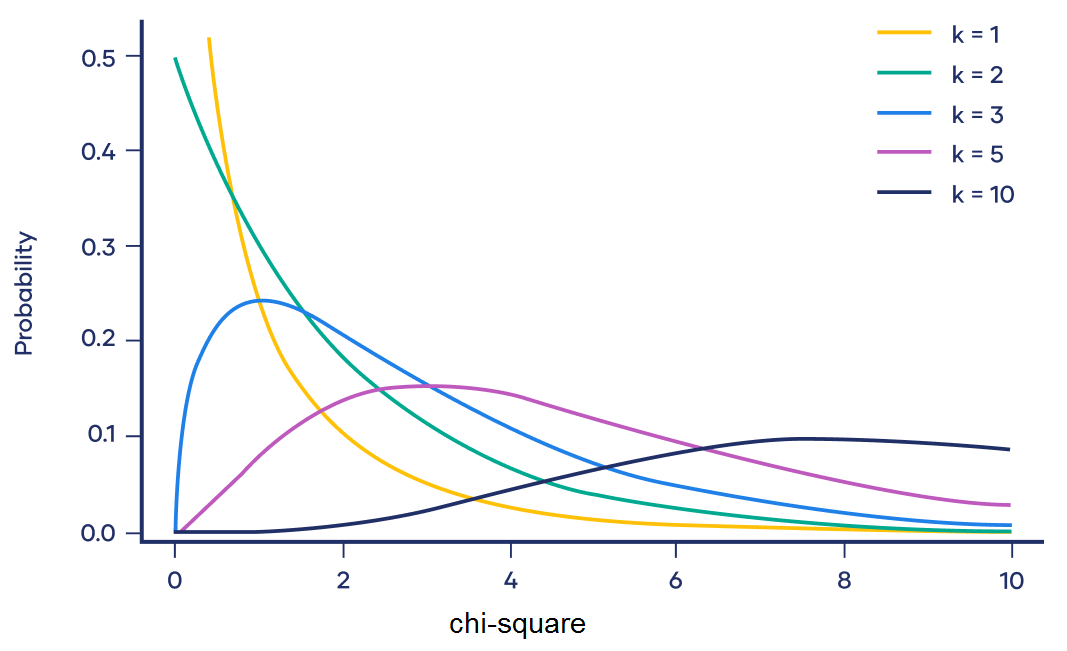 k = 1
k = 2
k = 3
k = 5
k = 10
Probability
0.5
0.4
0.3
0.2
0.1
0.0
0 2 4 6 8 10
chi-square